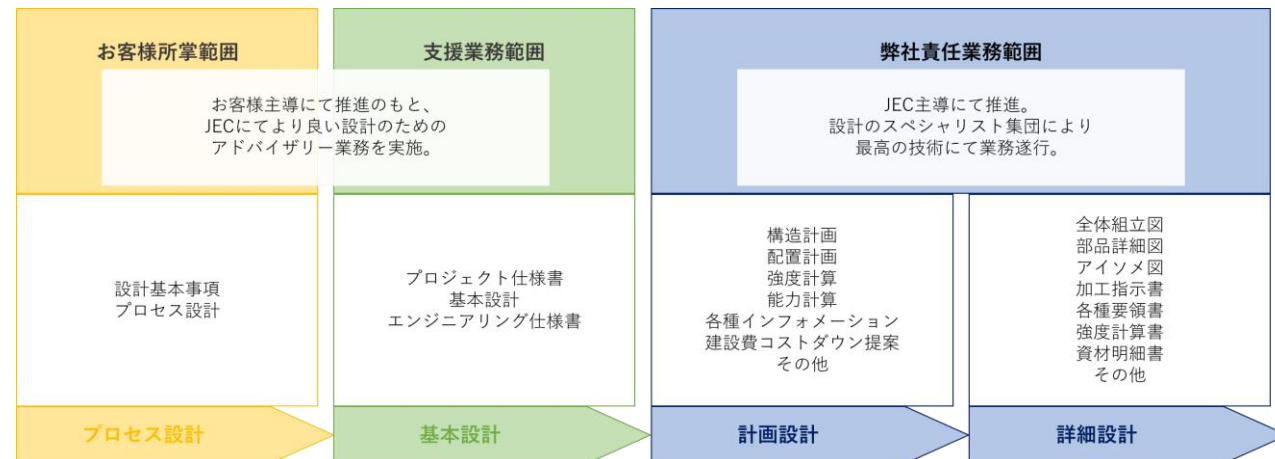 お客様所掌範囲
支援業務範囲
弊社責任業務範囲
お客様主導にて推進のもと、
JECにてより良い設計のための
アドバイザリー業務を実施。
JEC主導にて推進。
設計のスペシャリスト集団により
最高の技術にて業務遂行。
設計基本事項
プロセス設計
プロジェクト仕様書
基本設計
エンジニアリング仕様書
構造計画
配置計画
強度計算
能力計算
各種インフォメーション
建設費コストダウン提案
その他
全体組立図
部品詳細図
アイソメ図
加工指示書
各種要領書
強度計算書
資材明細書
その他
プロセス設計
基本設計
計画設計
詳細設計